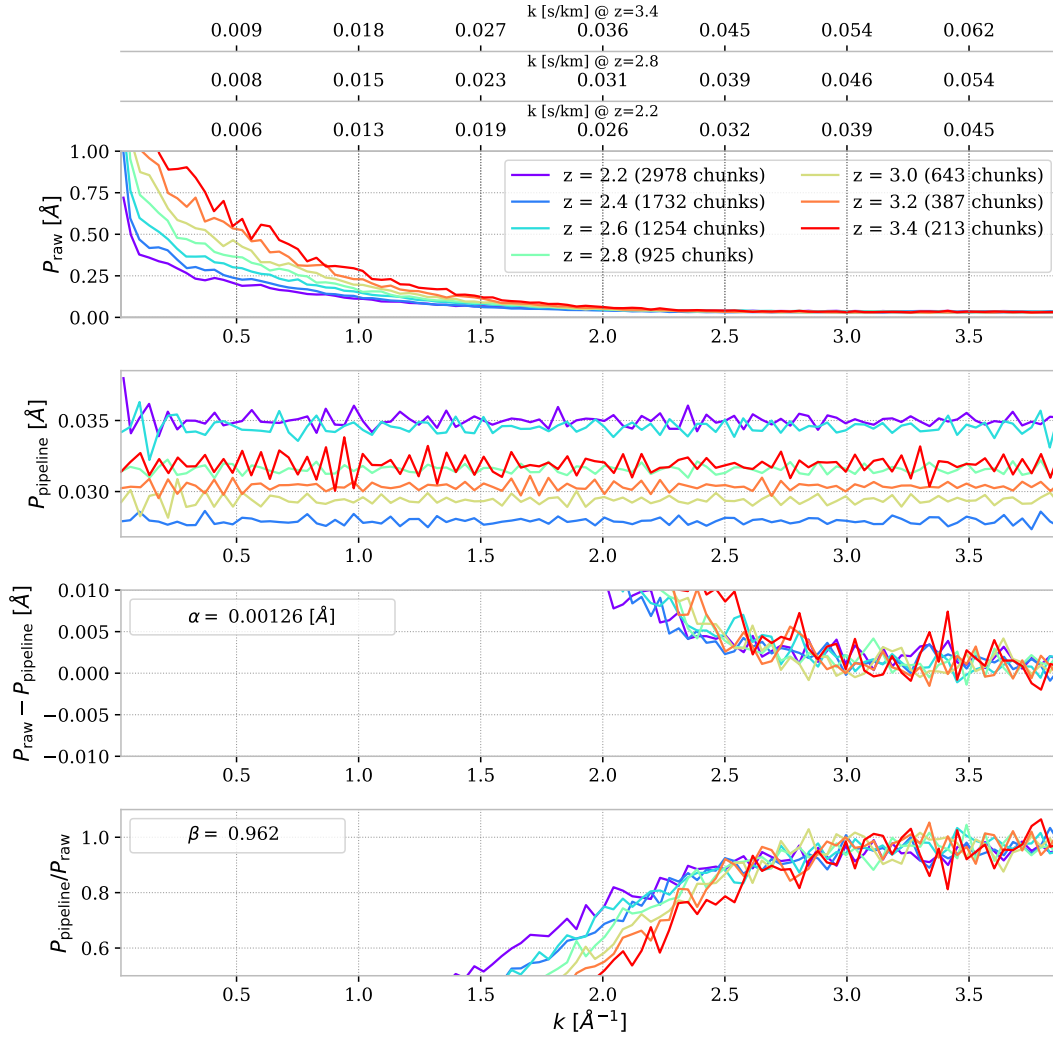 k [s/km] @ z=3.4
0.009 0.018 0.027 0.036 0.045 0.054 0.062
k [s/km] @ z=2.8
0.008 0.015 0.023 0.031 0.039 0.046 0.054
k [s/km] @ z=2.2
0.006 0.013 0.019 0.026 0.032 0.039 0.045
P_raw [Å]
1.00
0.75
0.50
0.25
0.00
z = 2.2 (2978 chunks)
z = 2.4 (1732 chunks)
z = 2.6 (1254 chunks)
z = 2.8 (925 chunks)
z = 3.0 (643 chunks)
z = 3.2 (387 chunks)
z = 3.4 (213 chunks)
0.5 1.0 1.5 2.0 2.5 3.0 3.5
P_pipeline [Å]
0.035
0.030
0.5 1.0 1.5 2.0 2.5 3.0 3.5
P_raw − P_pipeline [Å]
0.010
0.005
0.000
−0.005
−0.010
α = 0.00126 [Å]
0.5 1.0 1.5 2.0 2.5 3.0 3.5
P_pipeline/P_raw
1.0
0.8
0.6
β = 0.962
0.5 1.0 1.5 2.0 2.5 3.0 3.5
k [Å⁻¹]